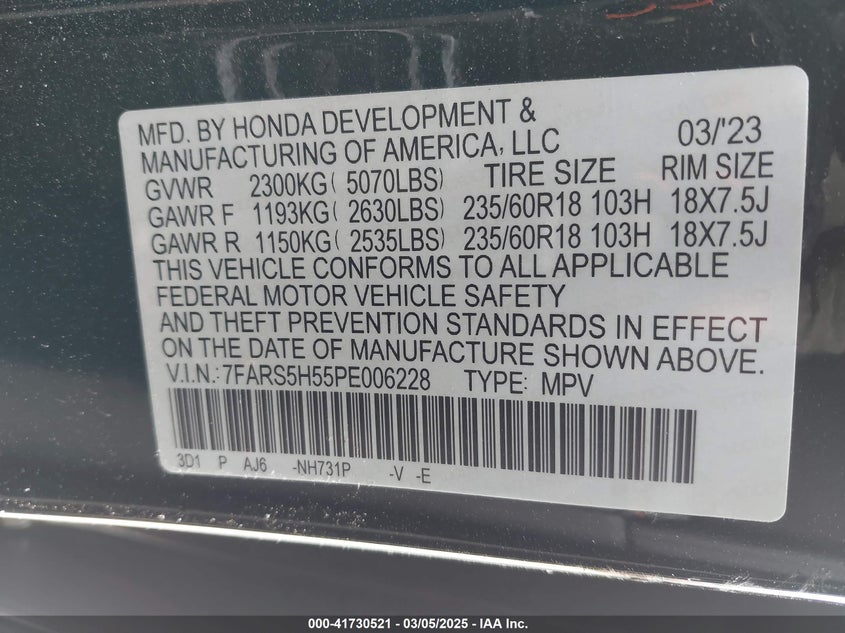 MFD. BY HONDA DEVELOPMENT & 03/'23
MANUFACTURING OF AMERICA, LLC
GVWR 2300KG( 5070LBS) TIRE SIZE RIM SIZE
GAWR F 1193KG( 2630LBS) 235/60R18 103H 18X7.5J
GAWR R 1150KG( 2535LBS) 235/60R18 103H 18X7.5J
THIS VEHICLE CONFORMS TO ALL APPLICABLE
FEDERAL MOTOR VEHICLE SAFETY
AND THEFT PREVENTION STANDARDS IN EFFECT
ON THE DATE OF MANUFACTURE SHOWN ABOVE.
V.I.N.:7FARS5H55PE006228 TYPE: MPV
3D1 P AJ6 -NH731P -V -E
000-41730521 - 03/05/2025 - IAA Inc.